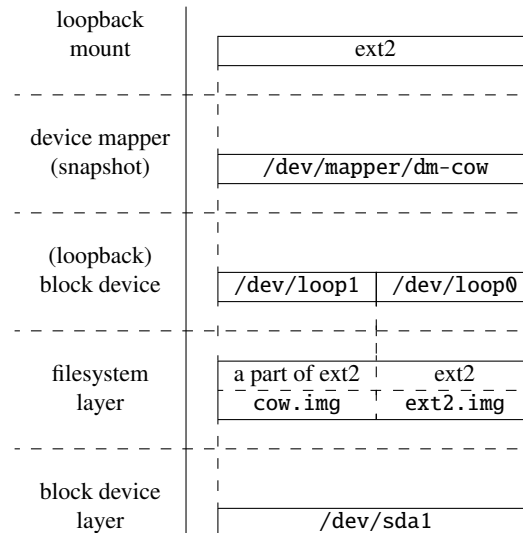 loopback
mount
ext2
device mapper
(snapshot)
/dev/mapper/dm-cow
(loopback)
block device
/dev/loop1 /dev/loop0
filesystem
layer
a part of ext2 ext2
cow.img ext2.img
block device
layer
/dev/sda1